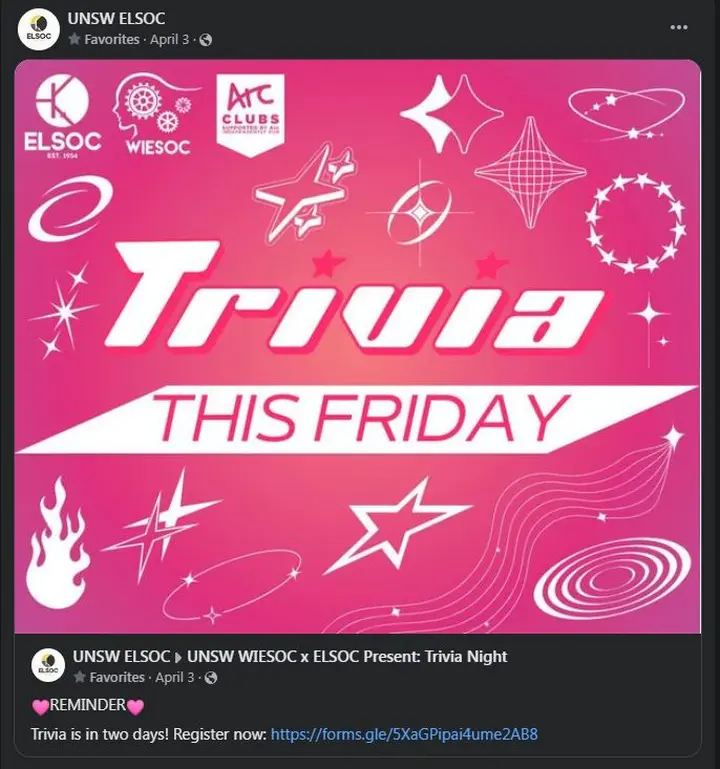 UNSW ELSOC
Favorites · April 3 ·
ELSOC
ELSOC
EST. 1954
WIESOC
Arc
CLUBS
SUPPORTED BY Arc
Trivia
THIS FRIDAY
ELSOC
UNSW ELSOC ▸ UNSW WIESOC x ELSOC Present: Trivia Night
Favorites · April 3 ·
🩷REMINDER🩷
Trivia is in two days! Register now: https://forms.gle/5XaGPipai4ume2AB8